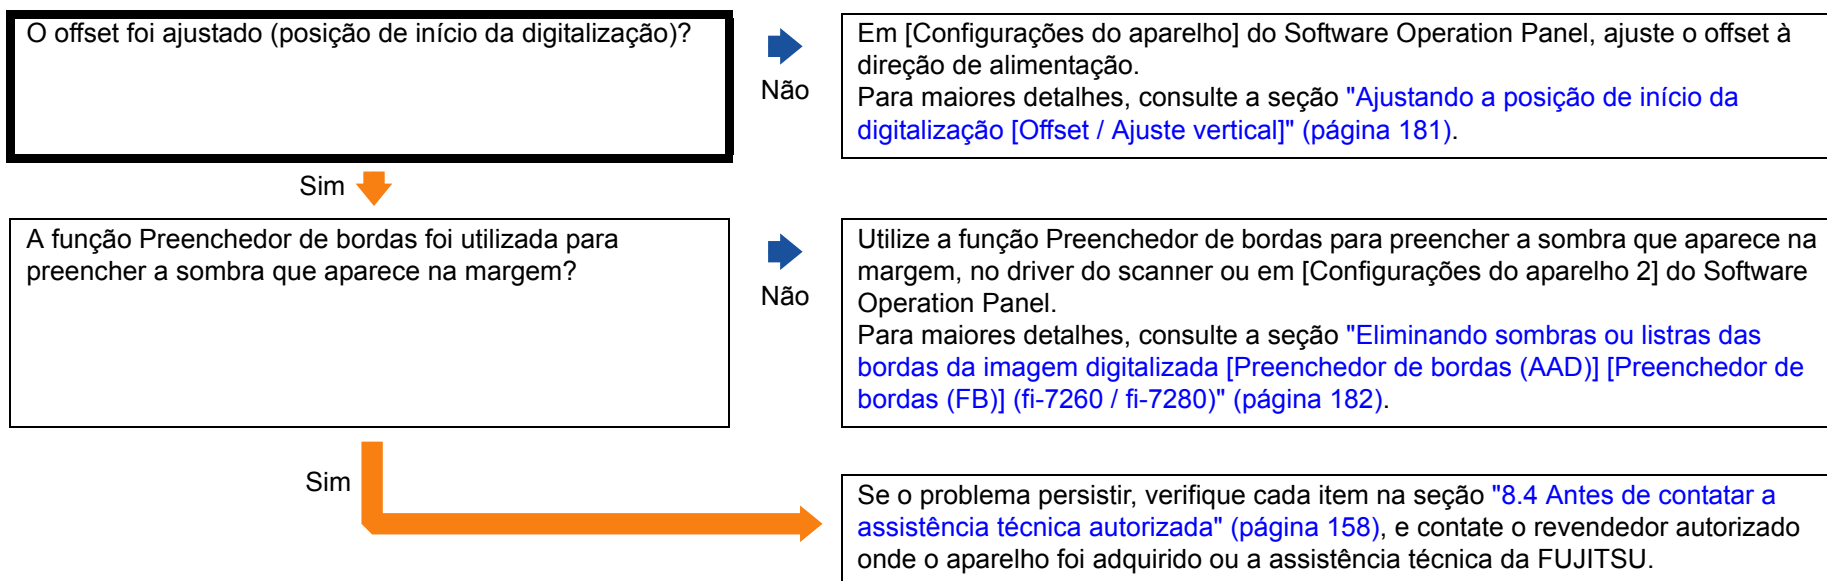 O offset foi ajustado (posição de início da digitalização)?
Não
Em [Configurações do aparelho] do Software Operation Panel, ajuste o offset à
direção de alimentação.
Para maiores detalhes, consulte a seção "Ajustando a posição de início da
digitalização [Offset / Ajuste vertical]" (página 181).
Sim
A função Preenchedor de bordas foi utilizada para
preencher a sombra que aparece na margem?
Não
Utilize a função Preenchedor de bordas para preencher a sombra que aparece na
margem, no driver do scanner ou em [Configurações do aparelho 2] do Software
Operation Panel.
Para maiores detalhes, consulte a seção "Eliminando sombras ou listras das
bordas da imagem digitalizada [Preenchedor de bordas (AAD)] [Preenchedor de
bordas (FB)] (fi-7260 / fi-7280)" (página 182).
Sim
Se o problema persistir, verifique cada item na seção "8.4 Antes de contatar a
assistência técnica autorizada" (página 158), e contate o revendedor autorizado
onde o aparelho foi adquirido ou a assistência técnica da FUJITSU.